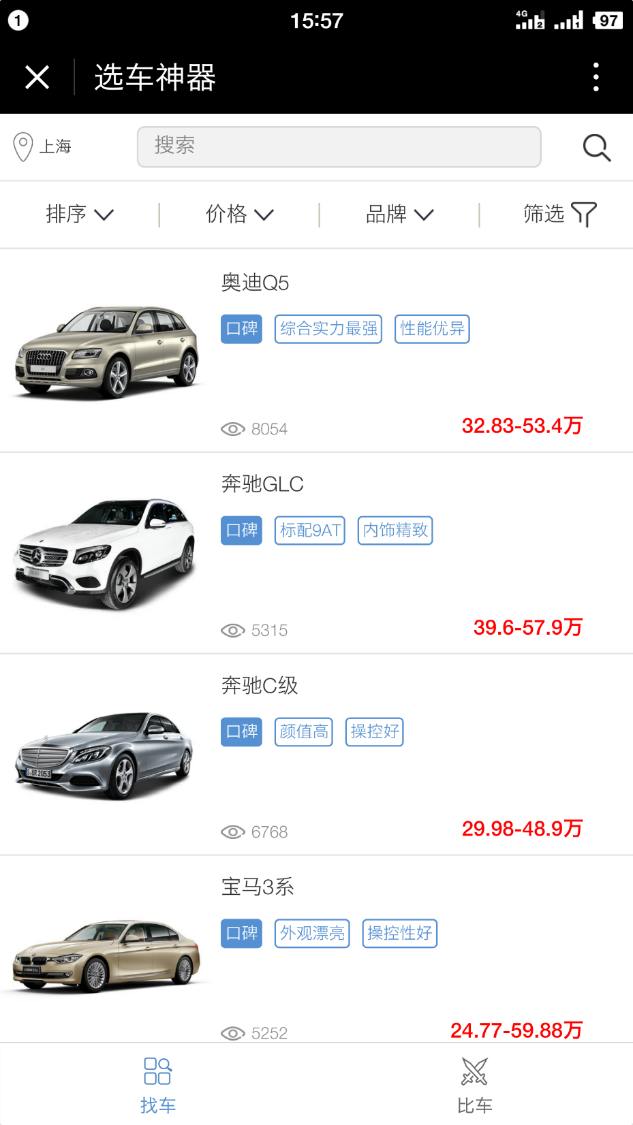 1 15:57 4G 2 1 97
选车神器
上海 搜索
排序 价格 品牌 筛选
奥迪Q5
口碑 综合实力最强 性能优异
8054 32.83-53.4万
奔驰GLC
口碑 标配9AT 内饰精致
5315 39.6-57.9万
奔驰C级
口碑 颜值高 操控好
6768 29.98-48.9万
宝马3系
口碑 外观漂亮 操控性好
5252 24.77-59.88万
找车 比车